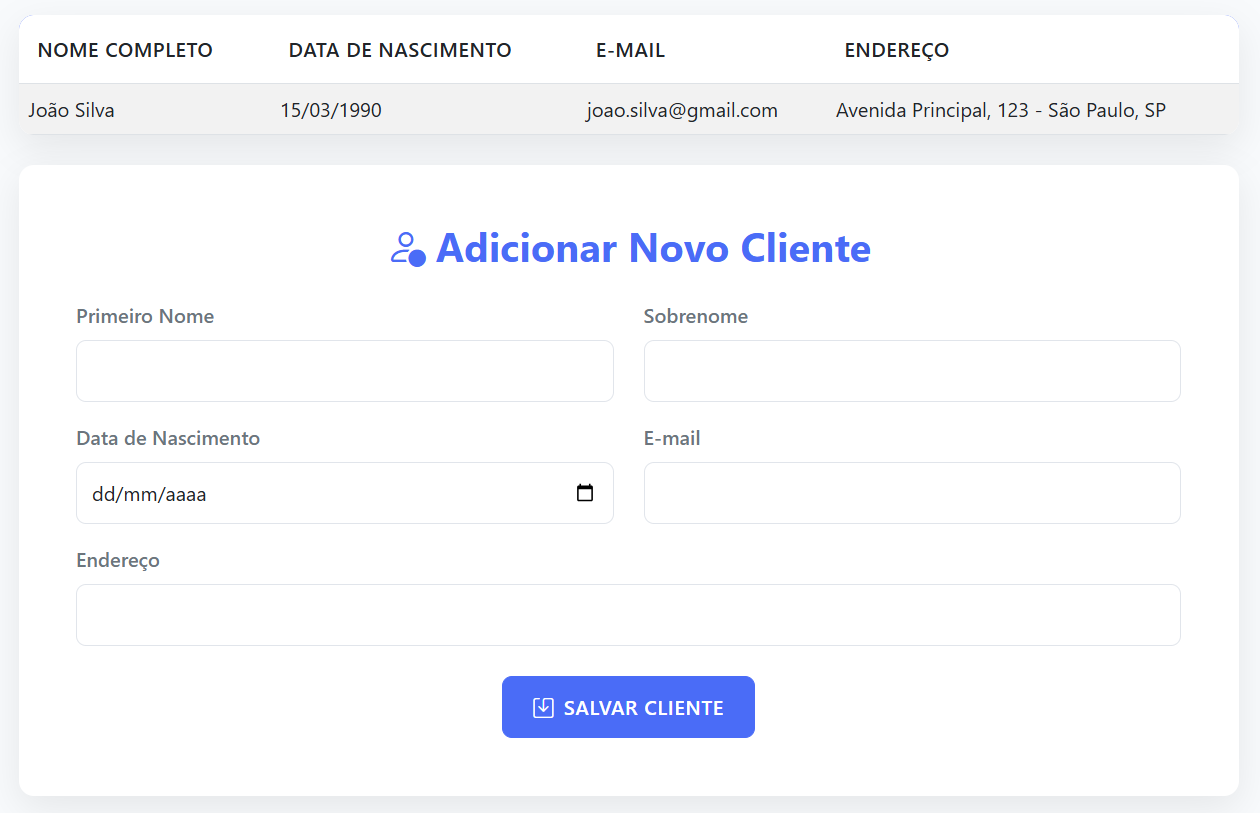 NOME COMPLETO DATA DE NASCIMENTO E-MAIL ENDEREÇO
João Silva 15/03/1990 joao.silva@gmail.com Avenida Principal, 123 - São Paulo, SP
Adicionar Novo Cliente
Primeiro Nome Sobrenome
Data de Nascimento E-mail
dd/mm/aaaa
Endereço
SALVAR CLIENTE